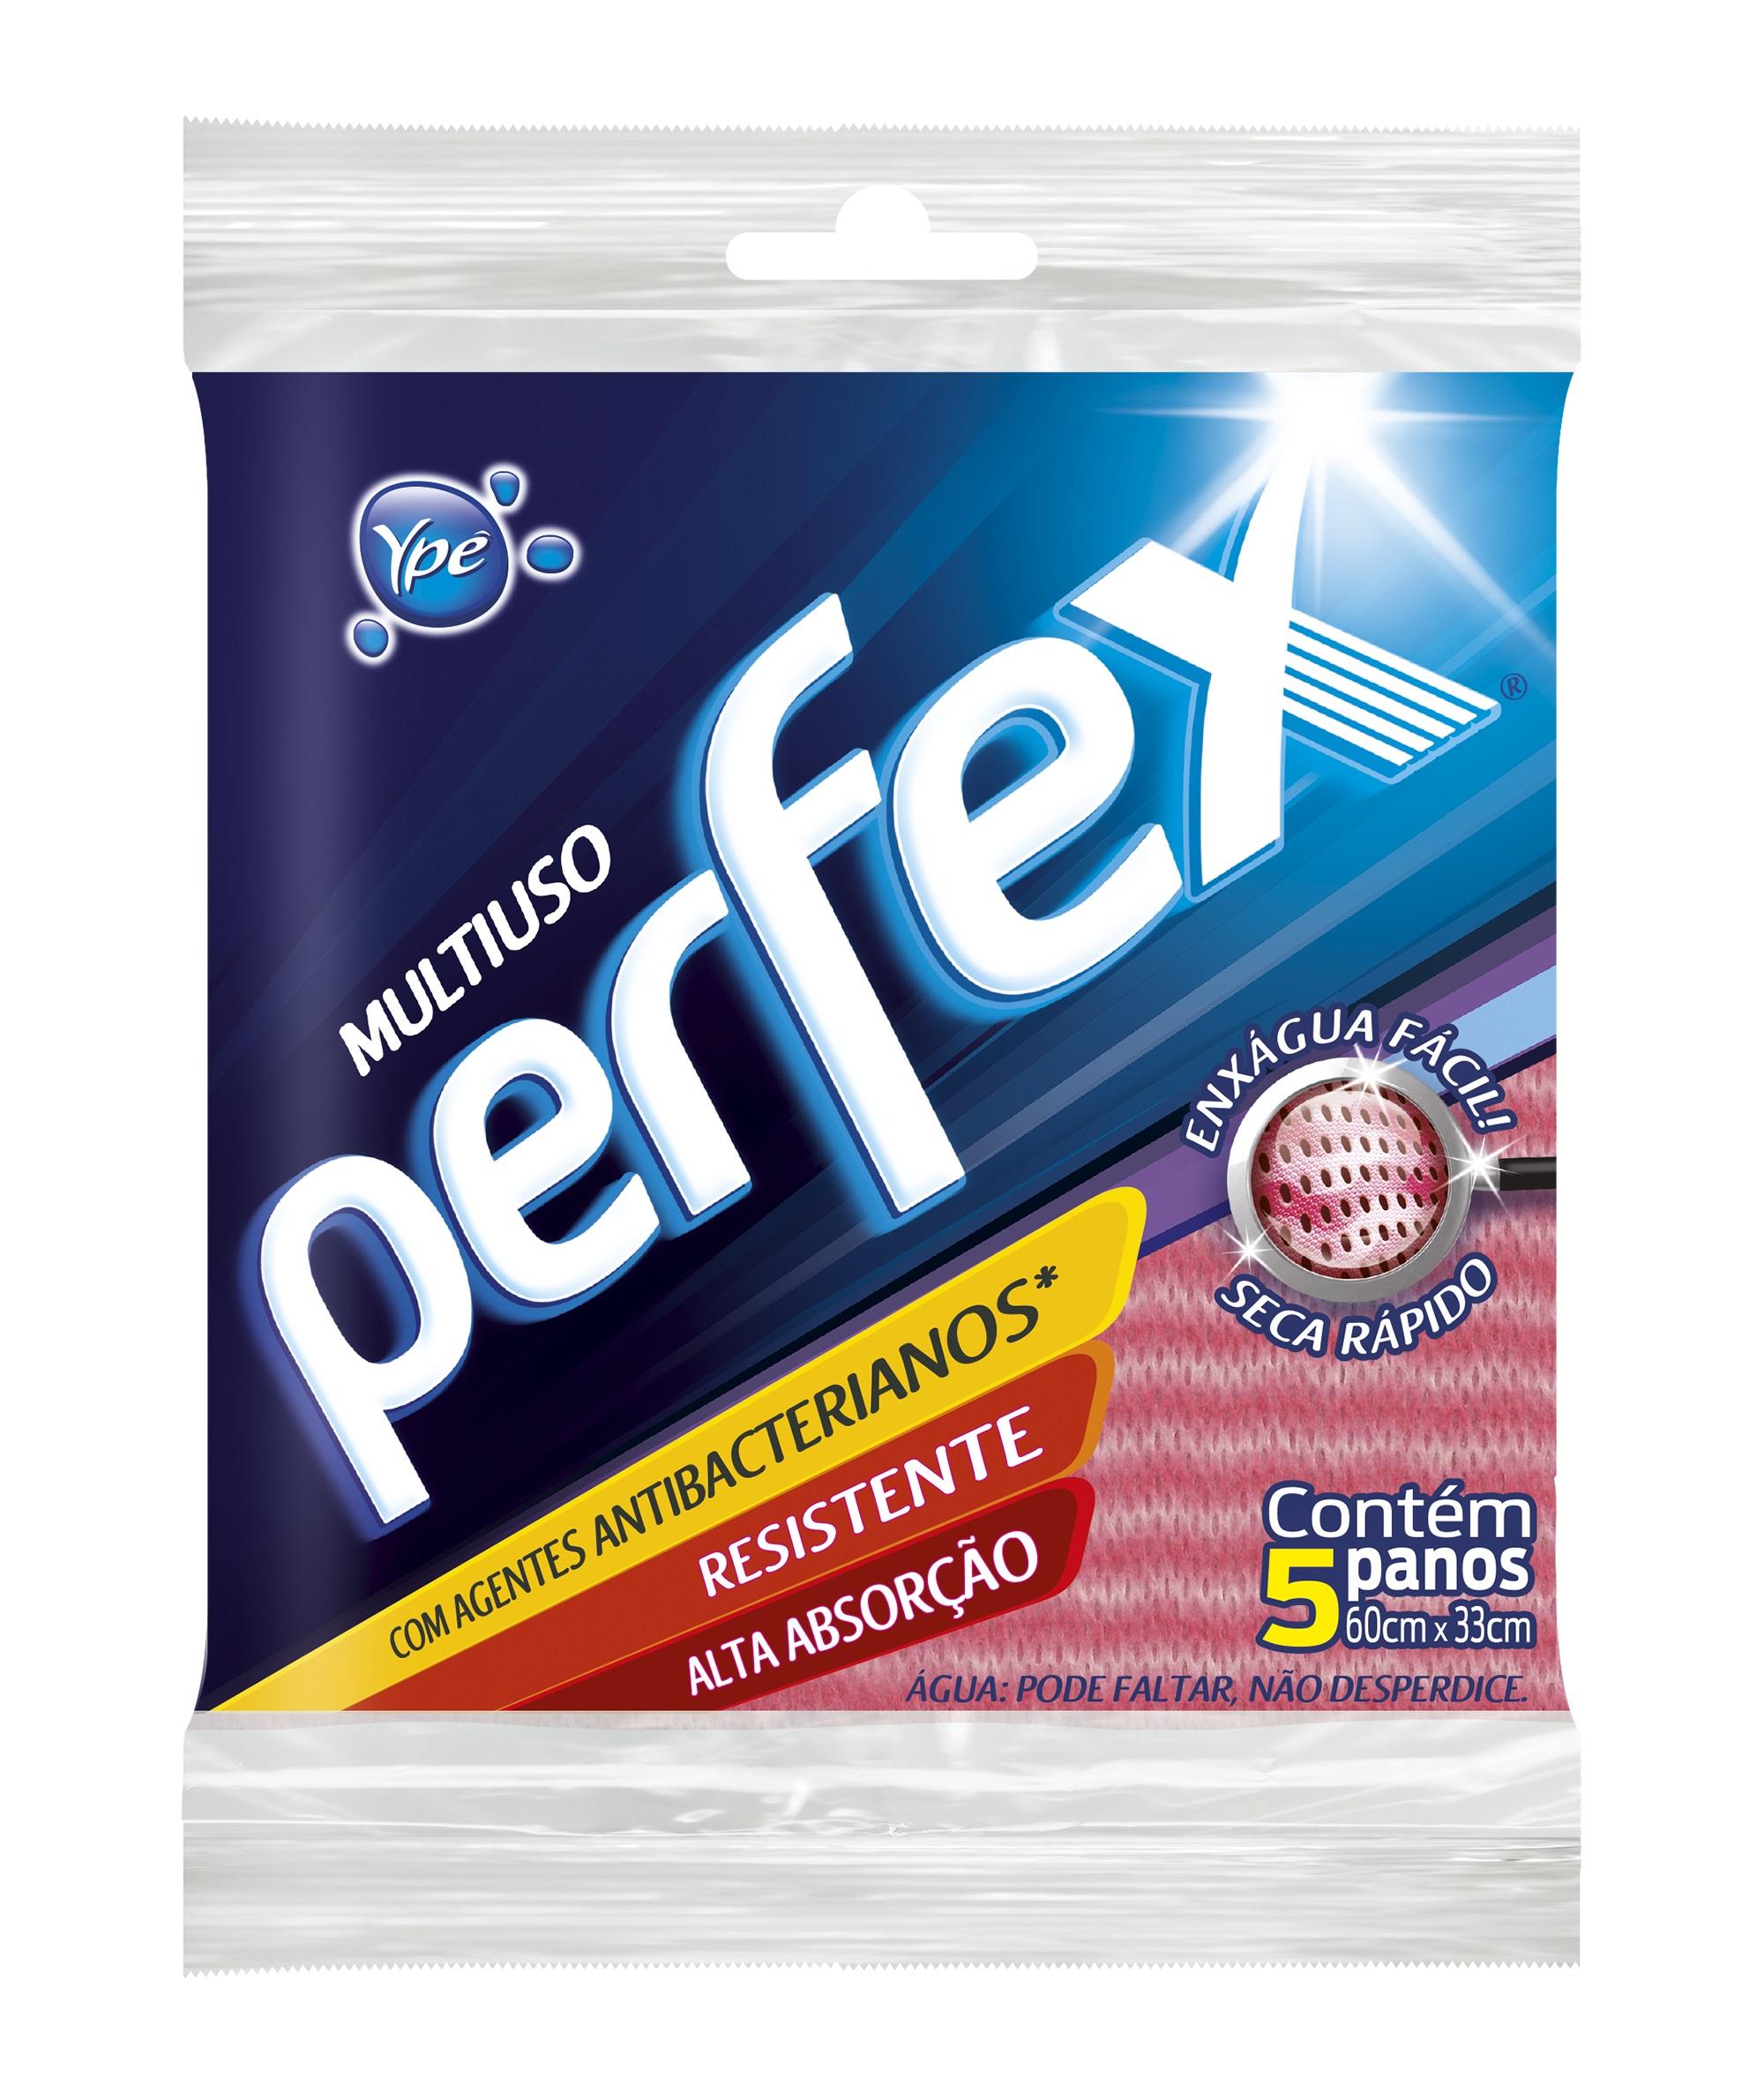 Ypê
MULTIUSO
perfex®
ENXÁGUA FÁCIL!
SECA RÁPIDO
COM AGENTES ANTIBACTERIANOS*
RESISTENTE
ALTA ABSORÇÃO
Contém
5 panos
60cm x 33cm
ÁGUA: PODE FALTAR, NÃO DESPERDICE.